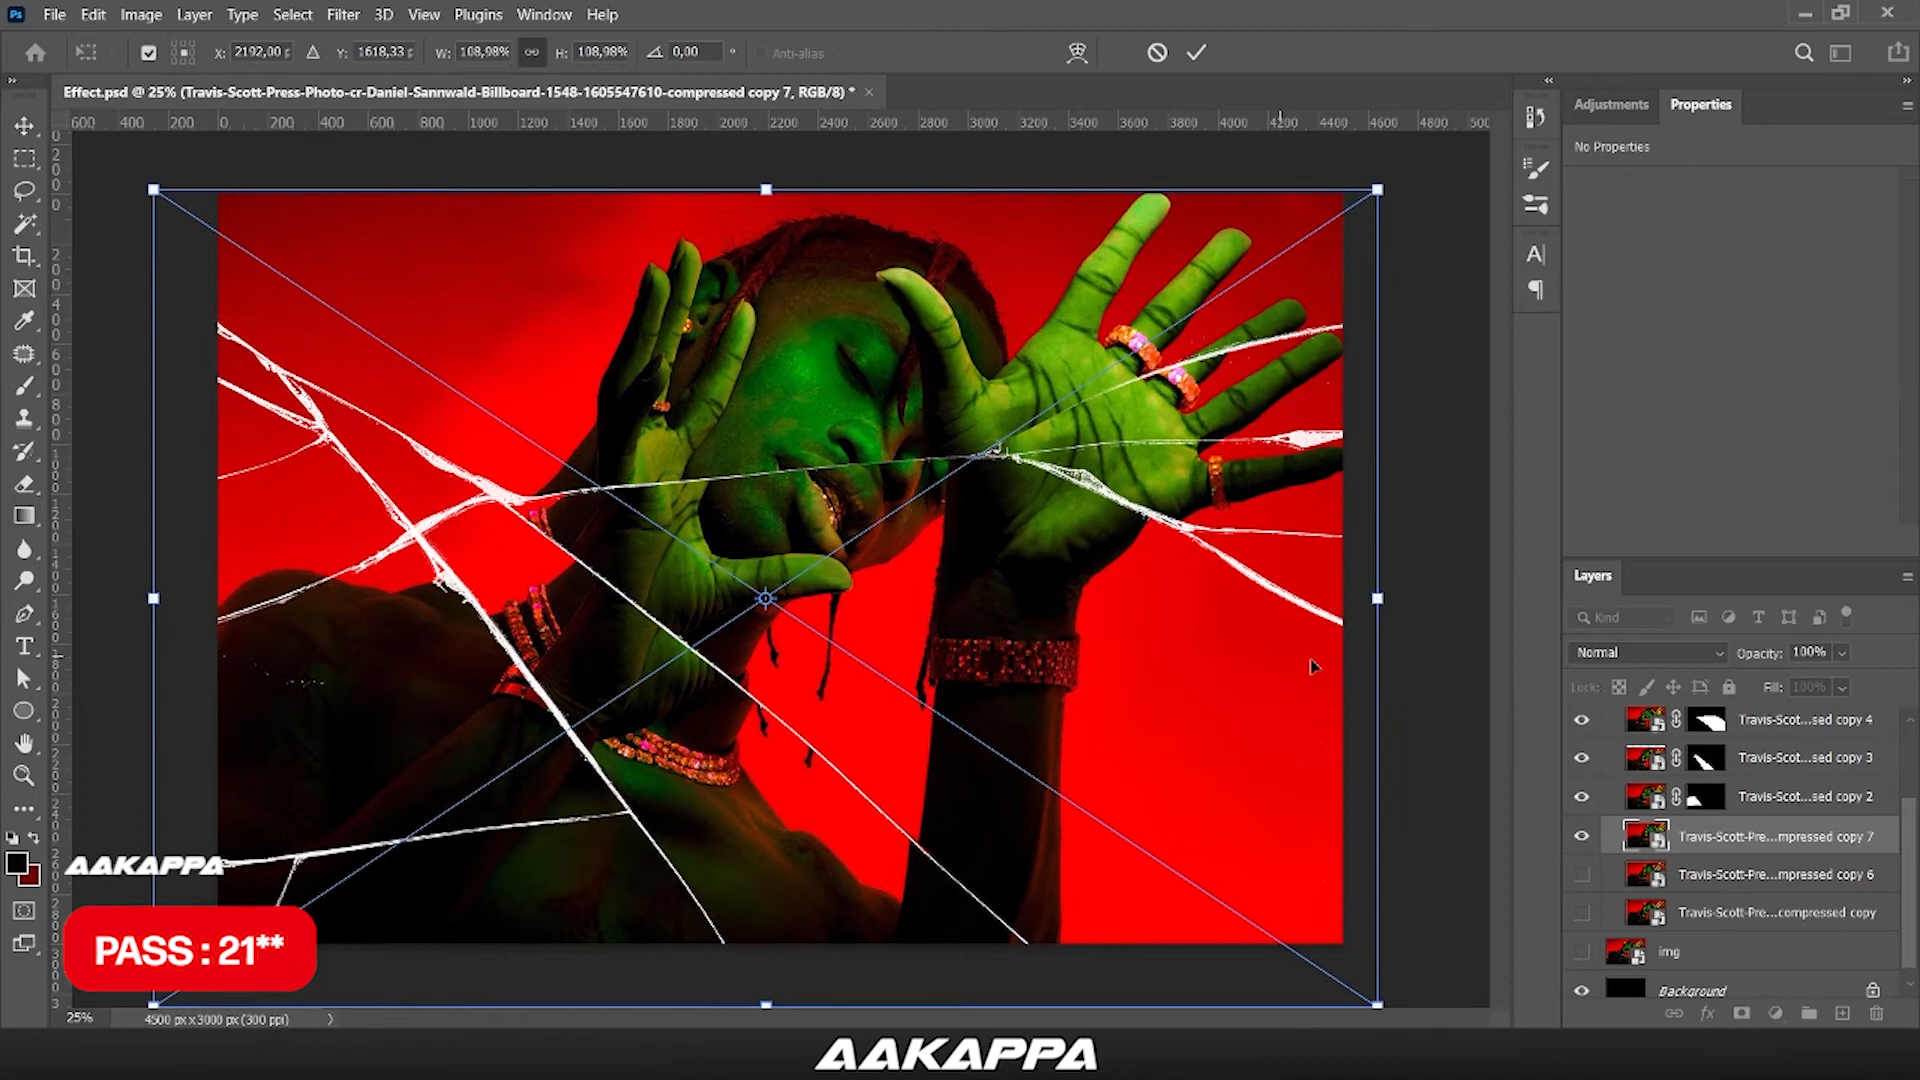 Ps File Edit Image Layer Type Select Filter 3D View Plugins Window Help
X: 2192,00 Y: 1618,33 W: 108,98% H: 108,98% 0,00 ° Anti-alias
Effect.psd @ 25% (Travis-Scott-Press-Photo-cr-Daniel-Sannwald-Billboard-1548-1605547610-compressed copy 7, RGB/8) * ×
600 400 200 0 200 400 600 800 1000 1200 1400 1600 1800 2000 2200 2400 2600 2800 3000 3200 3400 3600 3800 4000 4200 4400 4600 4800 500
Adjustments Properties
No Properties
Layers
Kind
Normal Opacity: 100%
Lock: Fill: 100%
Travis-Scot...sed copy 4
Travis-Scot...sed copy 3
Travis-Scot...sed copy 2
Travis-Scott-Pre...mpressed copy 7
Travis-Scott-Pre...mpressed copy 6
Travis-Scott-Pre...compressed copy
img
Background
fx
AAKAPPA
PASS : 21**
25% 4500 px x 3000 px (300 ppi)
AAKAPPA